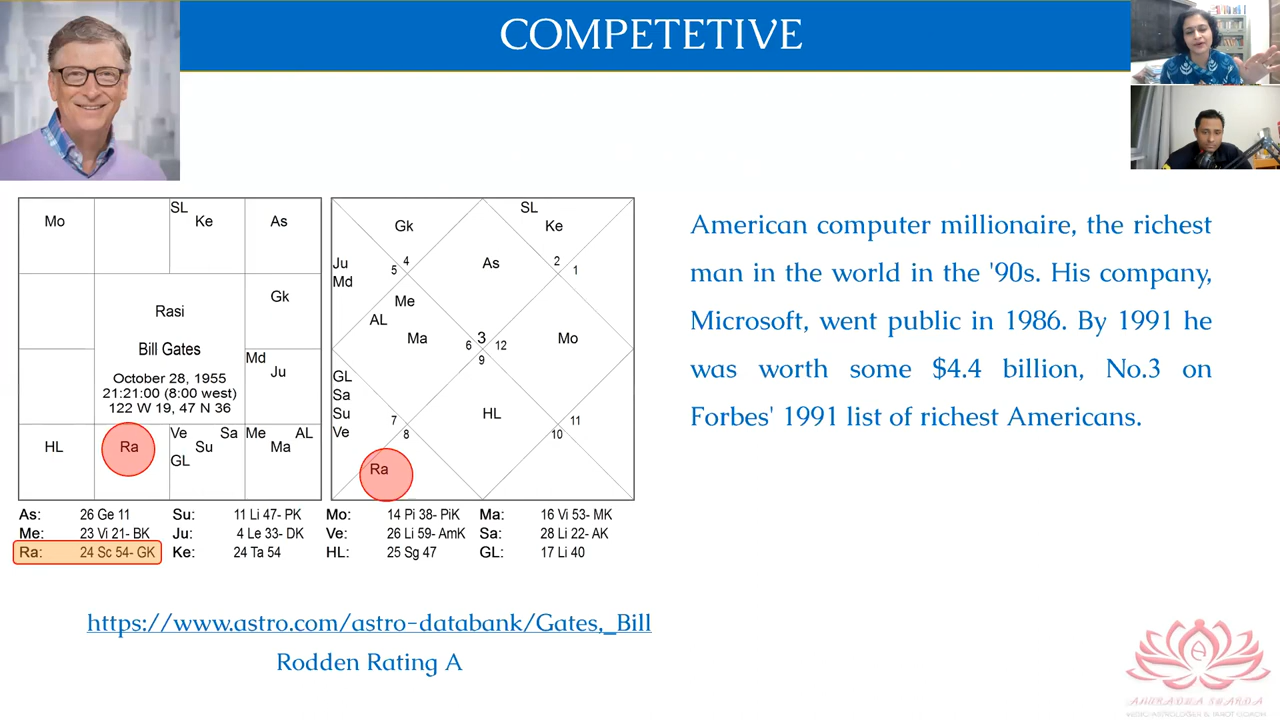 COMPETETIVE
Mo
SL
Ke
As
Gk
Rasi
Bill Gates
October 28, 1955
21:21:00 (8:00 west)
122 W 19, 47 N 36
Md
Ju
HL
Ra
Ve Sa
Su
GL
Me AL
Ma
Gk
SL
Ke
Ju
Md
As
5 4
2 1
Me
AL
Ma
Mo
3
6 12
9
GL
Sa
Su
Ve
HL
7
8
11
10
Ra
As: 26 Ge 11 Su: 11 Li 47- PK Mo: 14 Pi 38- PiK Ma: 16 Vi 53- MK
Me: 23 Vi 21- BK Ju: 4 Le 33- DK Ve: 26 Li 59- AmK Sa: 28 Li 22- AK
Ra: 24 Sc 54- GK Ke: 24 Ta 54 HL: 25 Sg 47 GL: 17 Li 40
American computer millionaire, the richest
man in the world in the '90s. His company,
Microsoft, went public in 1986. By 1991 he
was worth some $4.4 billion, No.3 on
Forbes' 1991 list of richest Americans.
https://www.astro.com/astro-databank/Gates,_Bill
Rodden Rating A
ANURADHA SHARDA
VEDIC ASTROLOGER & TAROT COACH